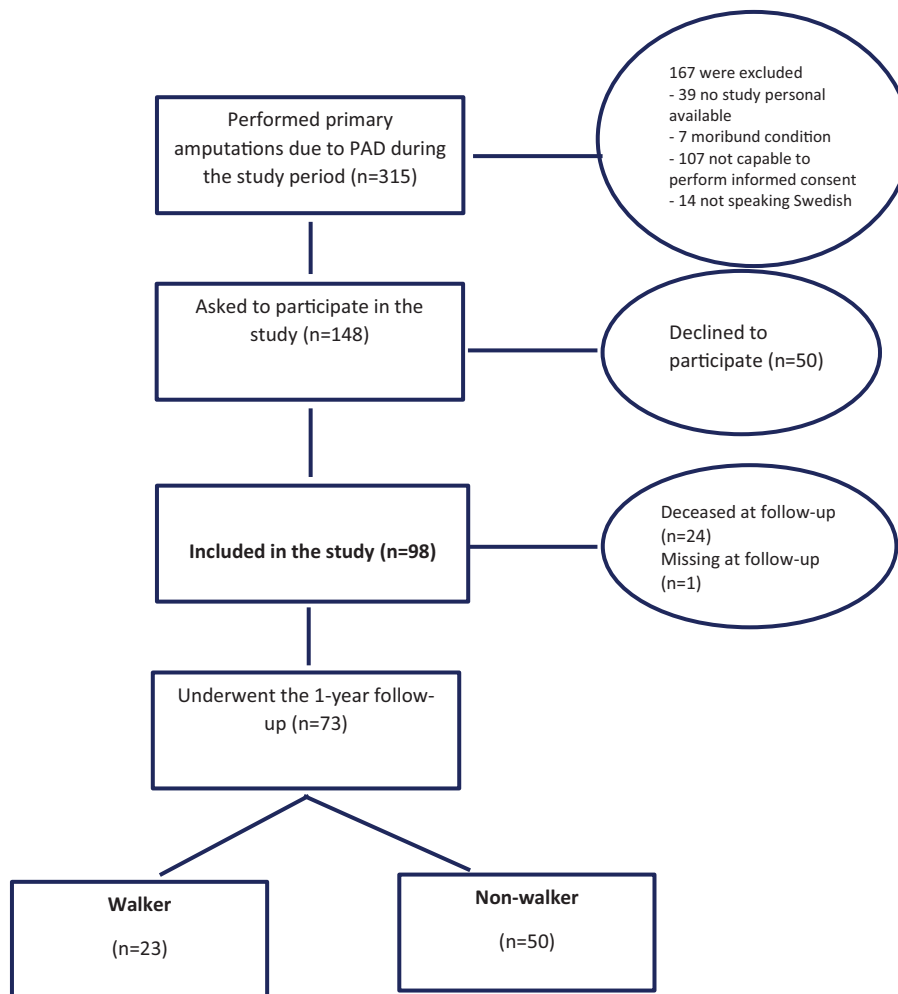 Performed primary
amputations due to PAD during
the study period (n=315)
167 were excluded
- 39 no study personal
available
- 7 moribund condition
- 107 not capable to
perform informed consent
- 14 not speaking Swedish
Asked to participate in the
study (n=148)
Declined to
participate (n=50)
Included in the study (n=98)
Deceased at follow-up
(n=24)
Missing at follow-up
(n=1)
Underwent the 1-year follow-
up (n=73)
Walker
(n=23)
Non-walker
(n=50)